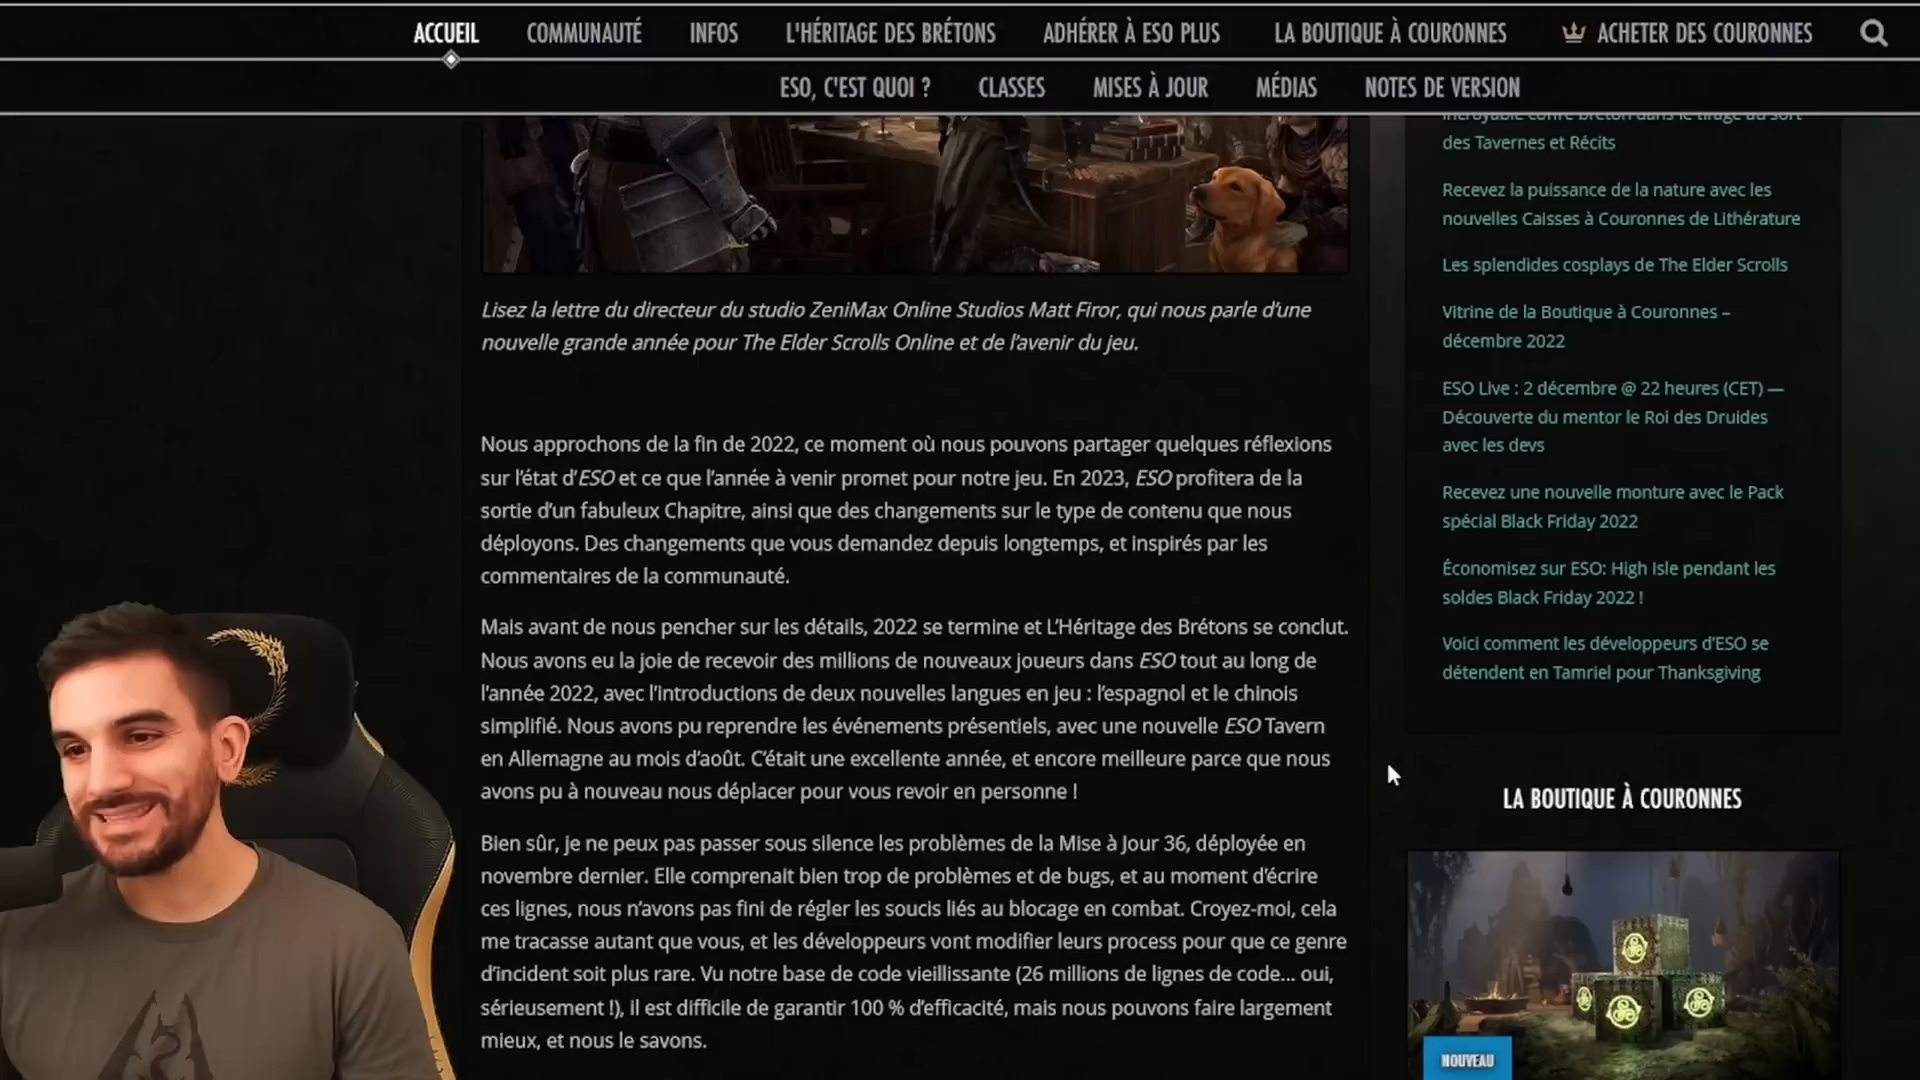 ACCUEIL
COMMUNAUTÉ
INFOS
L'HÉRITAGE DES BRÉTONS
ADHÉRER À ESO PLUS
LA BOUTIQUE À COURONNES
ACHETER DES COURONNES
ESO, C'EST QUOI ?
CLASSES
MISES À JOUR
MÉDIAS
NOTES DE VERSION
Lisez la lettre du directeur du studio ZeniMax Online Studios Matt Firor, qui nous parle d'une
nouvelle grande année pour The Elder Scrolls Online et de l'avenir du jeu.
Nous approchons de la fin de 2022, ce moment où nous pouvons partager quelques réflexions
sur l'état d'ESO et ce que l'année à venir promet pour notre jeu. En 2023, ESO profitera de la
sortie d'un fabuleux Chapitre, ainsi que des changements sur le type de contenu que nous
déployons. Des changements que vous demandez depuis longtemps, et inspirés par les
commentaires de la communauté.
Mais avant de nous pencher sur les détails, 2022 se termine et L'Héritage des Brétons se conclut.
Nous avons eu la joie de recevoir des millions de nouveaux joueurs dans ESO tout au long de
l'année 2022, avec l'introductions de deux nouvelles langues en jeu : l'espagnol et le chinois
simplifié. Nous avons pu reprendre les événements présentiels, avec une nouvelle ESO Tavern
en Allemagne au mois d'août. C'était une excellente année, et encore meilleure parce que nous
avons pu à nouveau nous déplacer pour vous revoir en personne !
Bien sûr, je ne peux pas passer sous silence les problèmes de la Mise à Jour 36, déployée en
novembre dernier. Elle comprenait bien trop de problèmes et de bugs, et au moment d'écrire
ces lignes, nous n'avons pas fini de régler les soucis liés au blocage en combat. Croyez-moi, cela
me tracasse autant que vous, et les développeurs vont modifier leurs process pour que ce genre
d'incident soit plus rare. Vu notre base de code vieillissante (26 millions de lignes de code... oui,
sérieusement !), il est difficile de garantir 100 % d'efficacité, mais nous pouvons faire largement
mieux, et nous le savons.
incroyable coffre bréton dans le tirage au sort
des Tavernes et Récits
Recevez la puissance de la nature avec les
nouvelles Caisses à Couronnes de Lithérature
Les splendides cosplays de The Elder Scrolls
Vitrine de la Boutique à Couronnes –
décembre 2022
ESO Live : 2 décembre @ 22 heures (CET) —
Découverte du mentor le Roi des Druides
avec les devs
Recevez une nouvelle monture avec le Pack
spécial Black Friday 2022
Économisez sur ESO: High Isle pendant les
soldes Black Friday 2022 !
Voici comment les développeurs d'ESO se
détendent en Tamriel pour Thanksgiving
LA BOUTIQUE À COURONNES
NOUVEAU